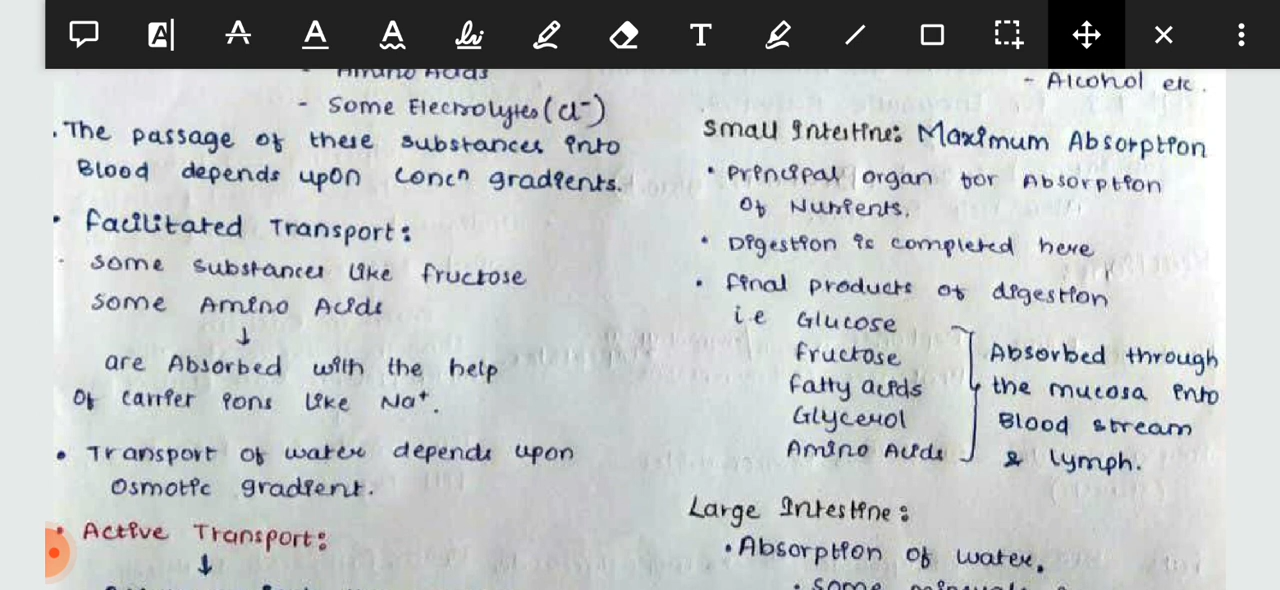 Amino Acids
- Some Electrolytes (Cl⁻)
. The passage of these substances into
Blood depends upon Concn gradients.
• Facilitated Transport:
- some substances like fructose
some Amino Acids
↓
are Absorbed with the help
Of carrier ions like Na⁺.
• Transport of water depends upon
Osmotic gradient.
• Active Transport:
↓
- Alcohol etc.
Small Intestine: Maximum Absorption
• Principal organ for Absorption
Of Nutrients.
• Digestion is completed here
• Final products of digestion
i.e Glucose
fructose
fatty acids
Glycerol
Amino Acids
Absorbed through
the mucosa into
Blood stream
& lymph.
Large Intestine:
• Absorption of water.
• Some